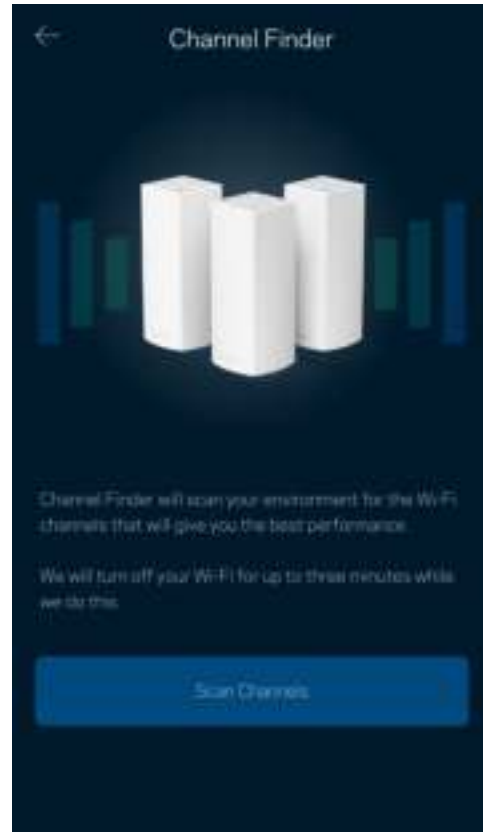 Channel Finder
Channel Finder will scan your environment for the Wi-Fi
channels that will give you the best performance.
We will turn off your Wi-Fi for up to three minutes while
we do this.
Scan Channels